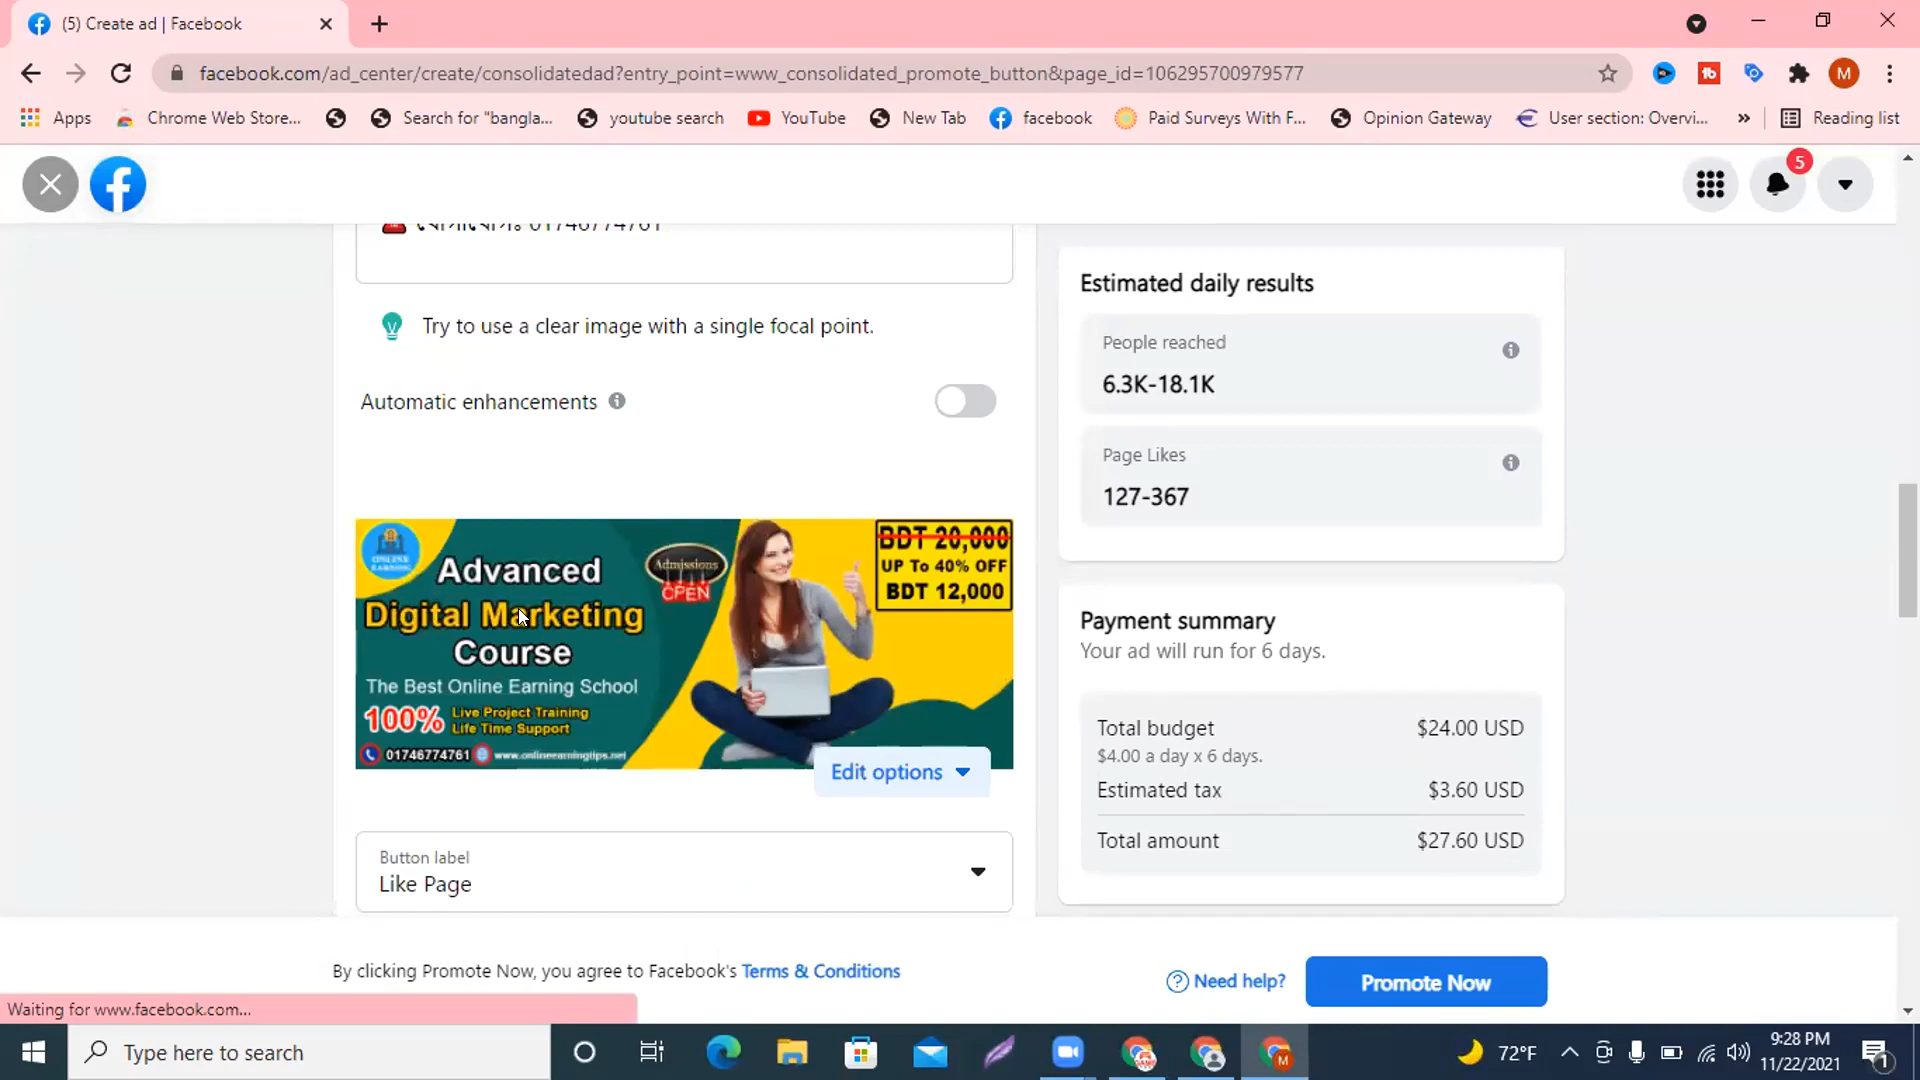 (5) Create ad | Facebook
facebook.com/ad_center/create/consolidatedad?entry_point=www_consolidated_promote_button&page_id=106295700979577
M
Apps
Chrome Web Store...
Search for "bangla...
youtube search
YouTube
New Tab
facebook
Paid Surveys With F...
Opinion Gateway
User section: Overvi...
»
Reading list
5
01746774761
Try to use a clear image with a single focal point.
Automatic enhancements
ONLINE
EARNING
Advanced
Digital Marketing
Course
The Best Online Earning School
100%
Live Project Training
Life Time Support
01746774761
www.onlineearningtips.net
Admissions
OPEN
BDT 20,000
UP To 40% OFF
BDT 12,000
Edit options
Button label
Like Page
Estimated daily results
People reached
6.3K-18.1K
Page Likes
127-367
Payment summary
Your ad will run for 6 days.
Total budget $24.00 USD
$4.00 a day x 6 days.
Estimated tax $3.60 USD
Total amount $27.60 USD
By clicking Promote Now, you agree to Facebook's Terms & Conditions
Need help?
Promote Now
Waiting for www.facebook.com...
Type here to search
M
72°F
9:28 PM
11/22/2021
1